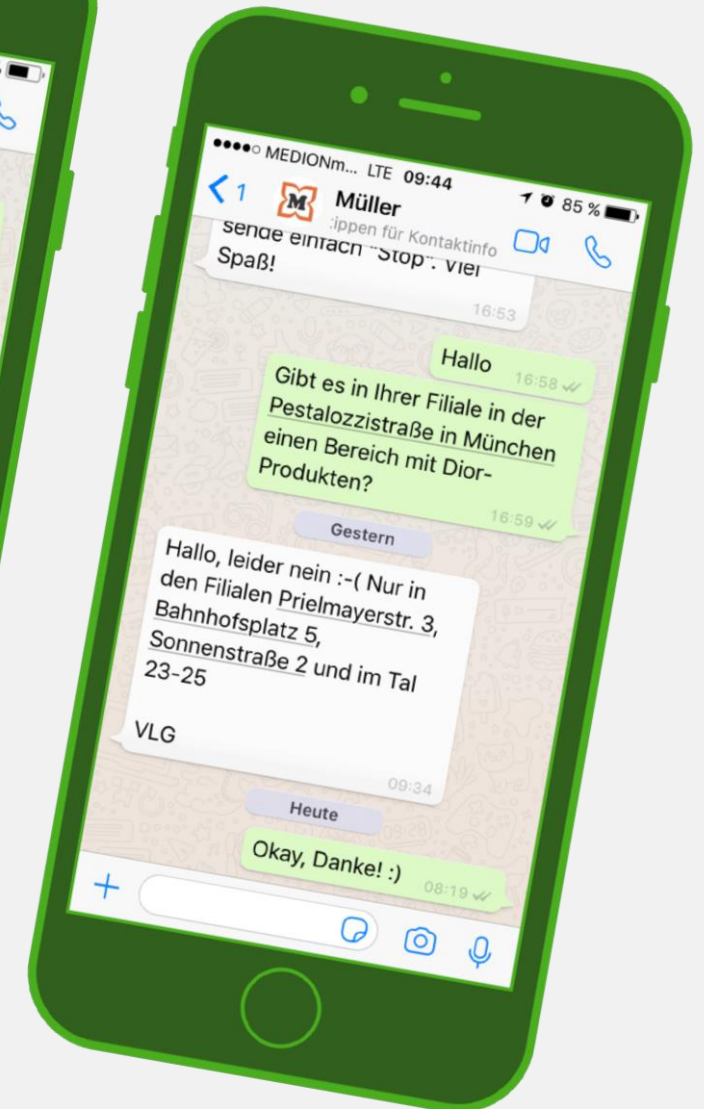 MEDIONm... LTE 09:44
85 %
1
M
Müller
:ippen für Kontaktinfo
sende einfach "Stop". Viel
Spaß!
16:53
Hallo
16:58
Gibt es in Ihrer Filiale in der
Pestalozzistraße in München
einen Bereich mit Dior-
Produkten?
16:59
Gestern
Hallo, leider nein :-( Nur in
den Filialen Prielmayerstr. 3,
Bahnhofsplatz 5,
Sonnenstraße 2 und im Tal
23-25
VLG
09:34
Heute
Okay, Danke! :)
08:19